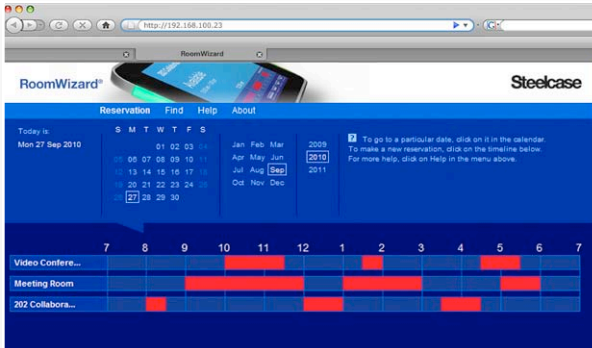 http://192.168.100.23
RoomWizard
RoomWizard®
Steelcase
Reservation Find Help About
Today is:
Mon 27 Sep 2010
S M T W T F S
01 02 03 04
05 06 07 08 09 10 11
12 13 14 15 16 17 18
19 20 21 22 23 24 25
26 27 28 29 30
Jan Feb Mar
Apr May Jun
Jul Aug Sep
Oct Nov Dec
2009
2010
2011
? To go to a particular date, click on it in the calendar.
To make a new reservation, click on the timeline below.
For more help, click on Help in the menu above.
7 8 9 10 11 12 1 2 3 4 5 6 7
Video Confere...
Meeting Room
202 Collabora...